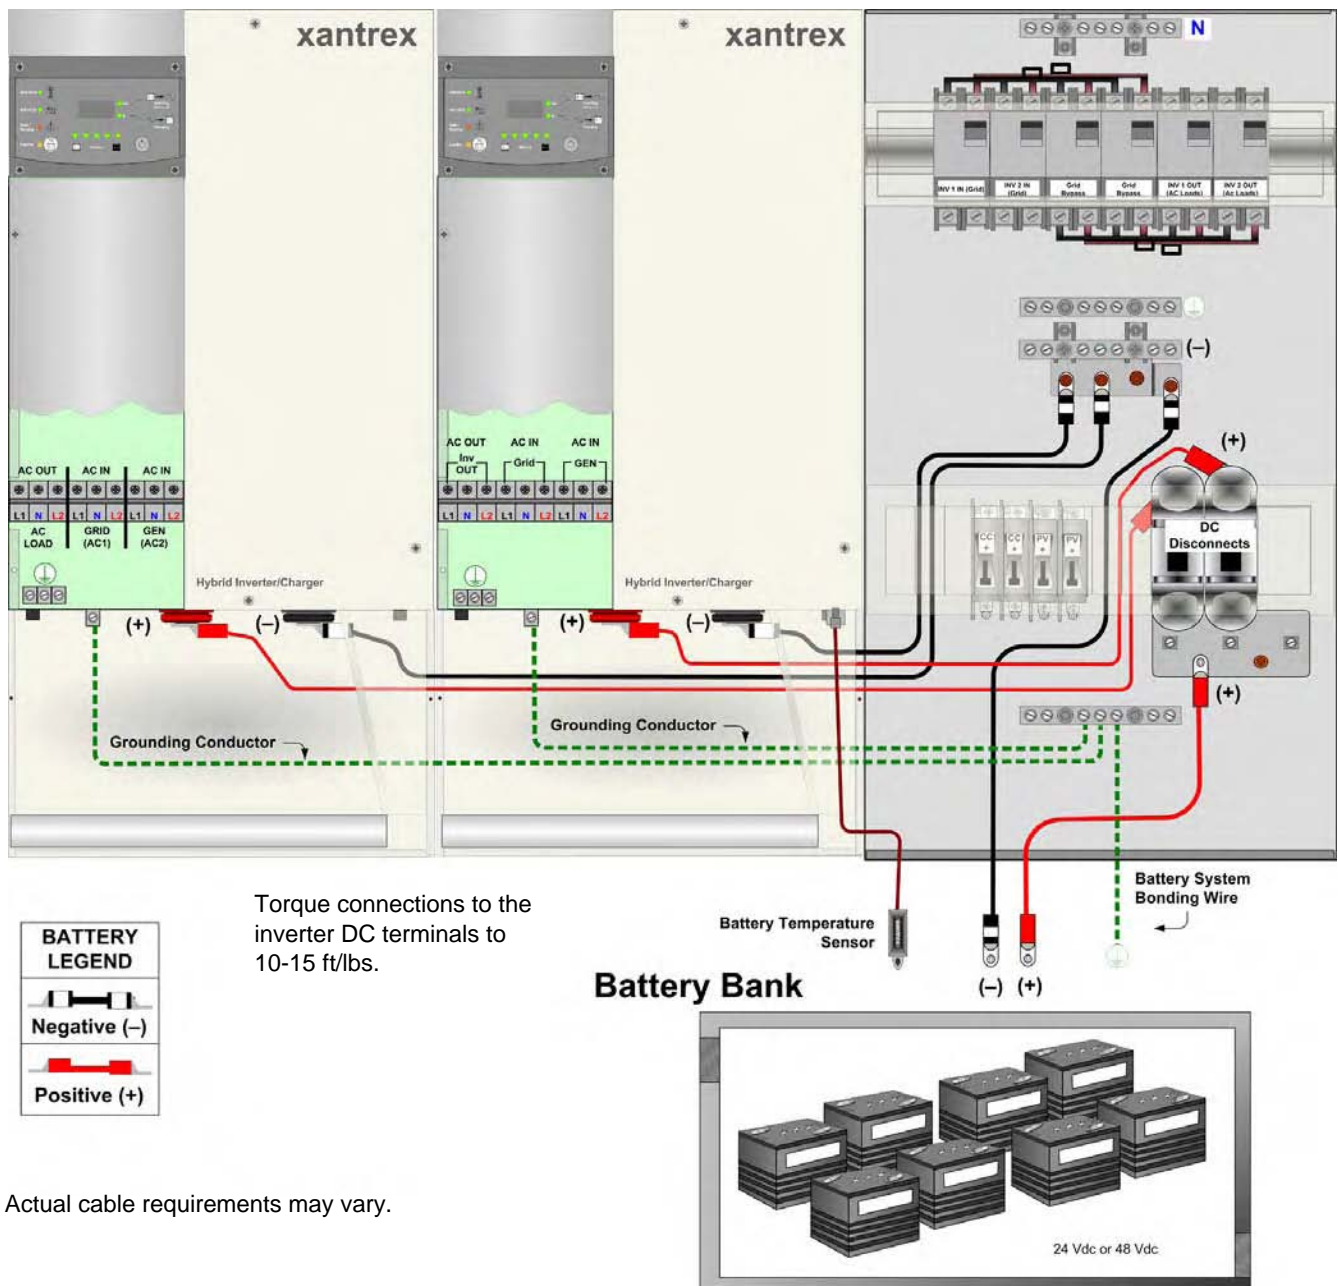 xantrex
xantrex
N
INV 1 IN (Grid)
INV 2 IN
(Grid)
Grid
Bypass
Grid
Bypass
INV 1 OUT
(AC Loads)
INV 2 OUT
(Ac Loads)
(–)
(+)
AC OUT
AC IN
AC IN
L1 N L2 L1 N L2 L1 N L2
AC
LOAD
GRID
(AC1)
GEN
(AC2)
Hybrid Inverter/Charger
AC OUT
AC IN
AC IN
Inv
OUT
Grid
GEN
L1 N L2 L1 N L2 L1 N L2
Hybrid Inverter/Charger
CC
+
CC
+
PV
+
PV
+
DC
Disconnects
(+)
(–)
(+)
(–)
(+)
Grounding Conductor
Grounding Conductor
Battery System
Bonding Wire
Battery Temperature
Sensor
(–) (+)
BATTERY
LEGEND
Negative (–)
Positive (+)
Torque connections to the
inverter DC terminals to
10-15 ft/lbs.
Battery Bank
24 Vdc or 48 Vdc
Actual cable requirements may vary.